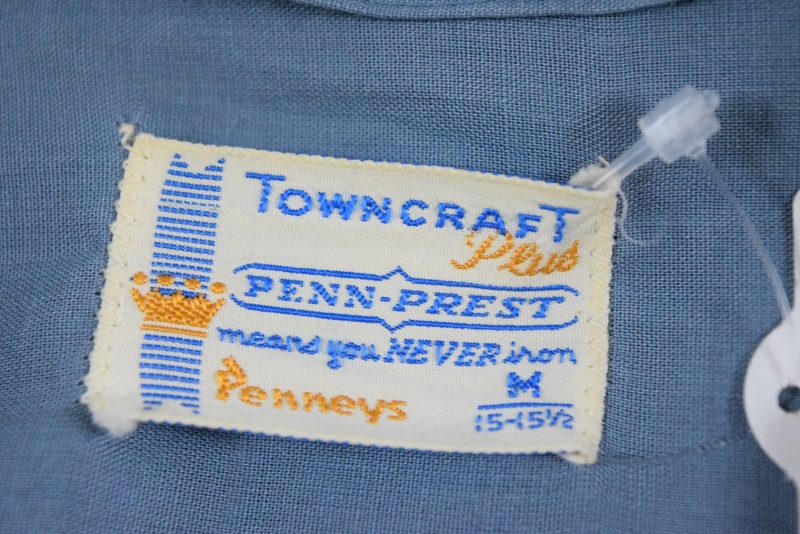 TOWNCRAFT
Plus
PENN-PREST
means you NEVER iron
Penneys
M
15-15½